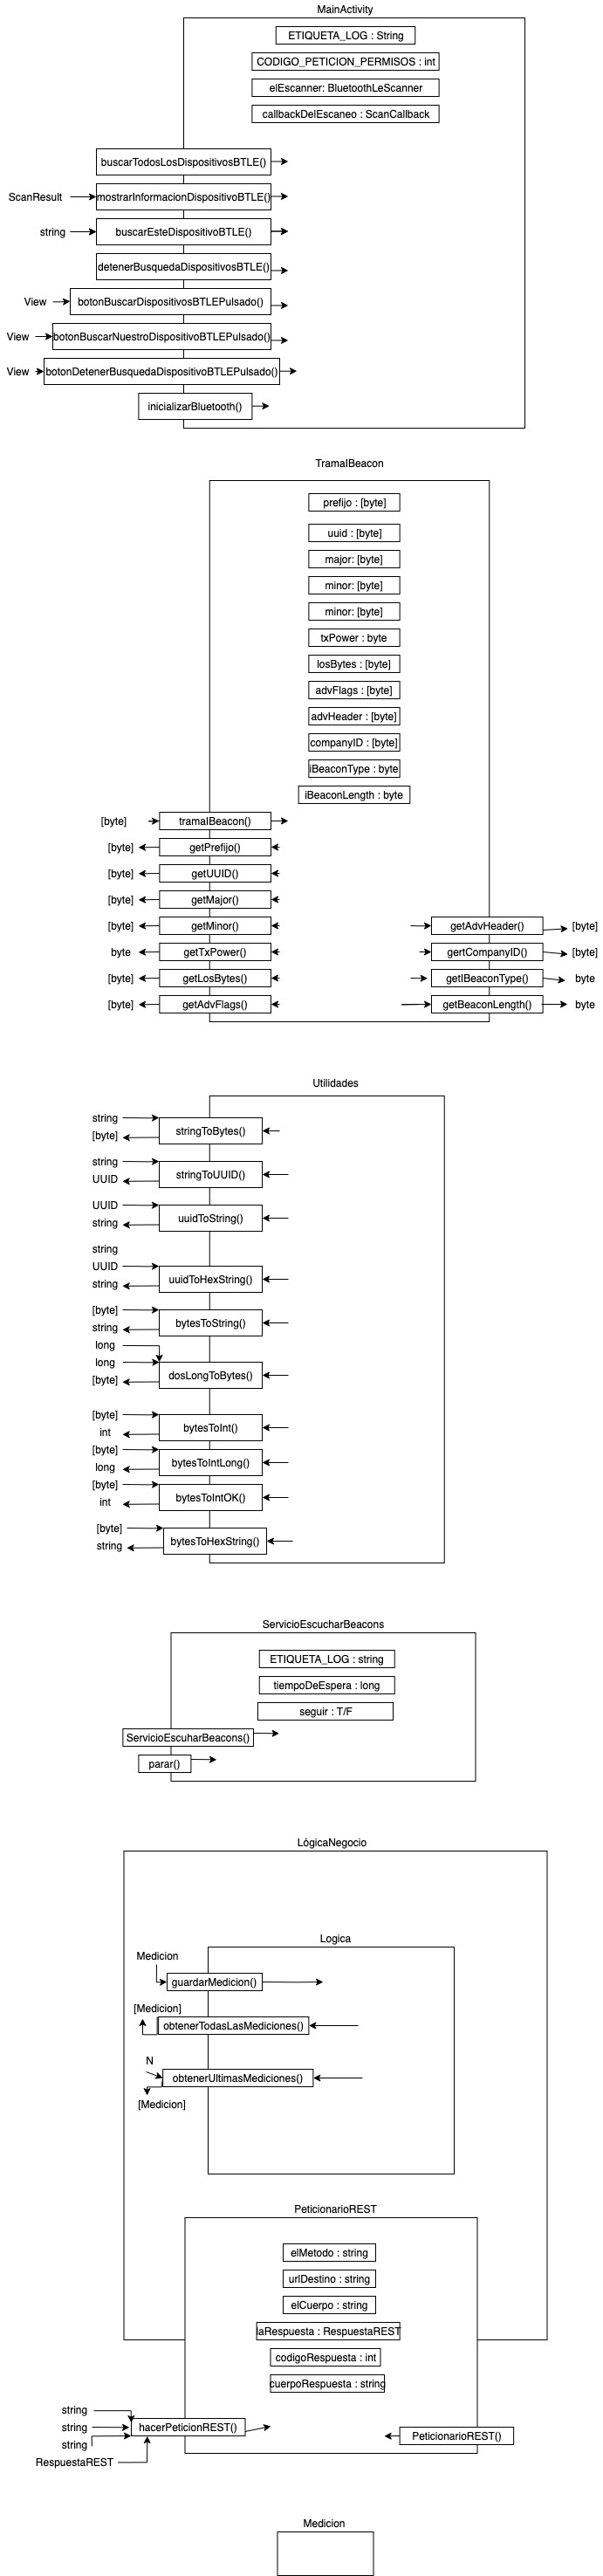 MainActivity
ETIQUETA_LOG : String
CODIGO_PETICION_PERMISOS : int
elEscanner: BluetoothLeScanner
callbackDelEscaneo : ScanCallback
buscarTodosLosDispositivosBTLE()
ScanResult
mostrarInformacionDispositivoBTLE()
string
buscarEsteDispositivoBTLE()
detenerBusquedaDispositivosBTLE()
View
botonBuscarDispositivosBTLEPulsado()
View
botonBuscarNuestroDispositivoBTLEPulsado()
View
botonDetenerBusquedaDispositivoBTLEPulsado()
inicializarBluetooth()
TramaIBeacon
prefijo : [byte]
uuid : [byte]
major: [byte]
minor: [byte]
minor: [byte]
txPower : byte
losBytes : [byte]
advFlags : [byte]
advHeader : [byte]
companyID : [byte]
iBeaconType : byte
iBeaconLength : byte
[byte]
tramaIBeacon()
[byte]
getPrefijo()
[byte]
getUUID()
[byte]
getMajor()
[byte]
getMinor()
getAdvHeader()
[byte]
byte
getTxPower()
gertCompanyID()
[byte]
[byte]
getLosBytes()
getIBeaconType()
byte
[byte]
getAdvFlags()
getBeaconLength()
byte
Utilidades
string
[byte]
stringToBytes()
string
UUID
stringToUUID()
UUID
string
uuidToString()
string
UUID
string
uuidToHexString()
[byte]
string
bytesToString()
long
long
[byte]
dosLongToBytes()
[byte]
int
bytesToInt()
[byte]
long
bytesToIntLong()
[byte]
int
bytesToIntOK()
[byte]
string
bytesToHexString()
ServicioEscucharBeacons
ETIQUETA_LOG : string
tiempoDeEspera : long
seguir : T/F
ServicioEscuharBeacons()
parar()
LógicaNegocio
Logica
Medicion
guardarMedicion()
[Medicion]
obtenerTodasLasMediciones()
N
obtenerUltimasMediciones()
[Medicion]
PeticionarioREST
elMetodo : string
urlDestino : string
elCuerpo : string
laRespuesta : RespuestaREST
codigoRespuesta : int
cuerpoRespuesta : string
string
string
string
RespuestaREST
hacerPeticionREST()
PeticionarioREST()
Medicion